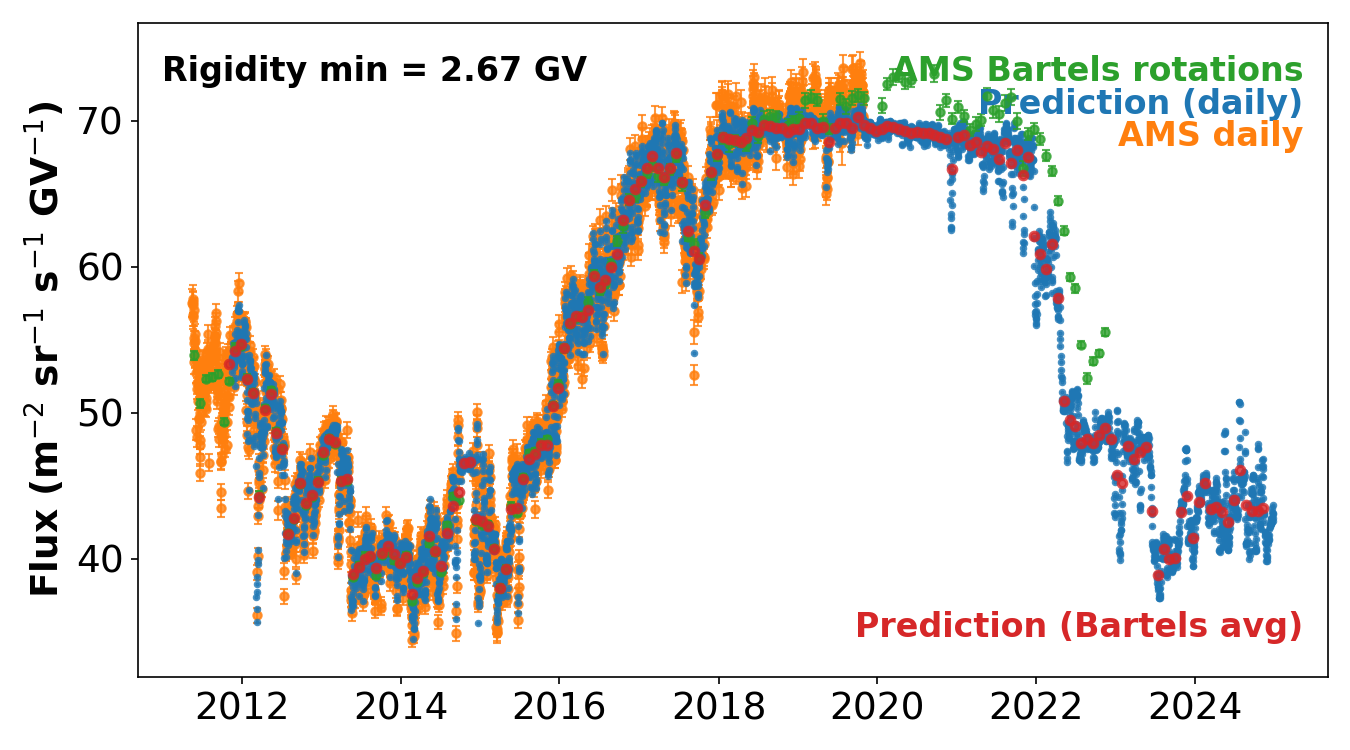 Rigidity min = 2.67 GV
AMS Bartels rotations
Prediction (daily)
AMS daily
Prediction (Bartels avg)
Flux (m⁻² sr⁻¹ s⁻¹ GV⁻¹)
70
60
50
40
2012 2014 2016 2018 2020 2022 2024